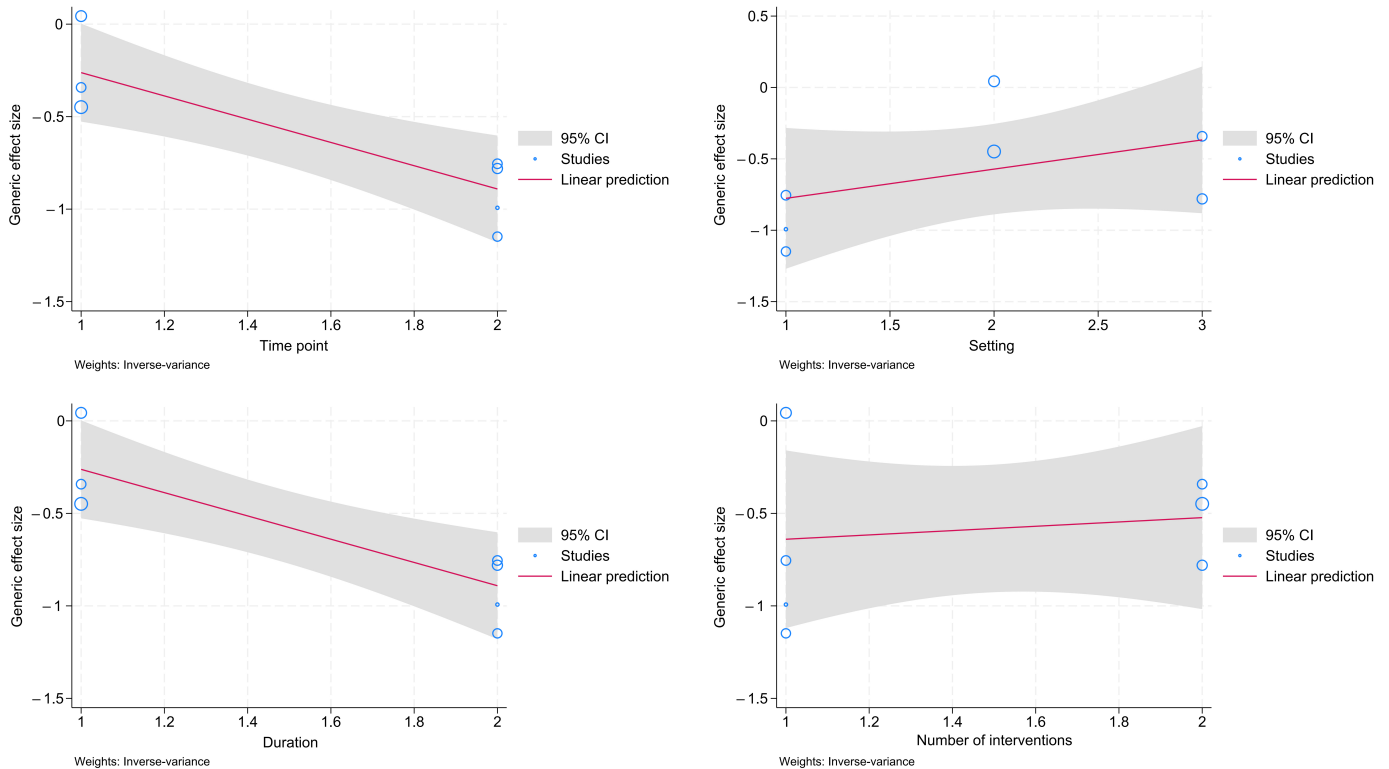 0
−0.5
−1
−1.5
Generic effect size
1
1.2
1.4
1.6
1.8
2
Time point
Weights: Inverse-variance
95% CI
Studies
Linear prediction
0.5
0
−0.5
−1
−1.5
Generic effect size
1
1.5
2
2.5
3
Setting
Weights: Inverse-variance
95% CI
Studies
Linear prediction
0
−0.5
−1
−1.5
Generic effect size
1
1.2
1.4
1.6
1.8
2
Duration
Weights: Inverse-variance
95% CI
Studies
Linear prediction
0
−0.5
−1
−1.5
Generic effect size
1
1.2
1.4
1.6
1.8
2
Number of interventions
Weights: Inverse-variance
95% CI
Studies
Linear prediction